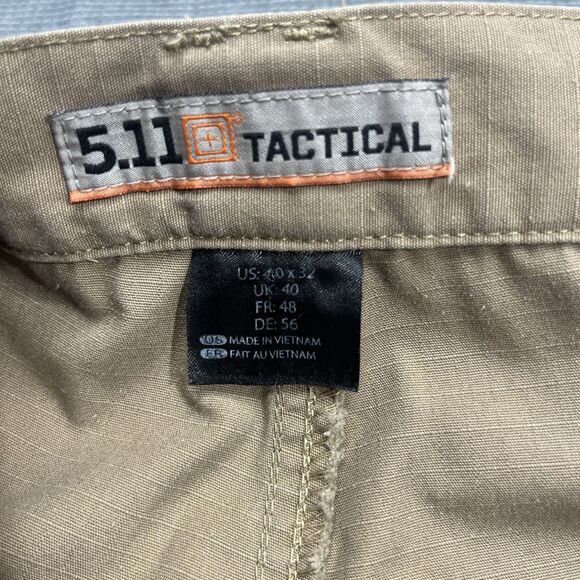 5.11 TACTICAL
US: 40 X 32
UK: 40
FR: 48
DE: 56
US MADE IN VIETNAM
FR FAIT AU VIETNAM